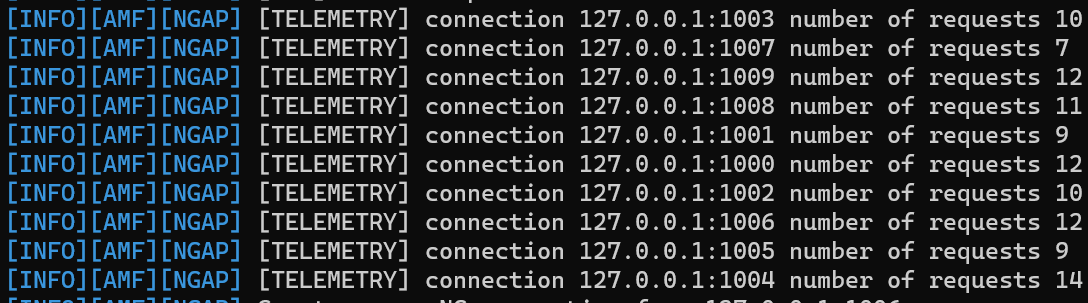 [INFO][AMF][NGAP] [TELEMETRY] connection 127.0.0.1:1003 number of requests 10
[INFO][AMF][NGAP] [TELEMETRY] connection 127.0.0.1:1007 number of requests 7
[INFO][AMF][NGAP] [TELEMETRY] connection 127.0.0.1:1009 number of requests 12
[INFO][AMF][NGAP] [TELEMETRY] connection 127.0.0.1:1008 number of requests 11
[INFO][AMF][NGAP] [TELEMETRY] connection 127.0.0.1:1001 number of requests 9
[INFO][AMF][NGAP] [TELEMETRY] connection 127.0.0.1:1000 number of requests 12
[INFO][AMF][NGAP] [TELEMETRY] connection 127.0.0.1:1002 number of requests 10
[INFO][AMF][NGAP] [TELEMETRY] connection 127.0.0.1:1006 number of requests 12
[INFO][AMF][NGAP] [TELEMETRY] connection 127.0.0.1:1005 number of requests 9
[INFO][AMF][NGAP] [TELEMETRY] connection 127.0.0.1:1004 number of requests 14
[INFO][AMF][NGAP]